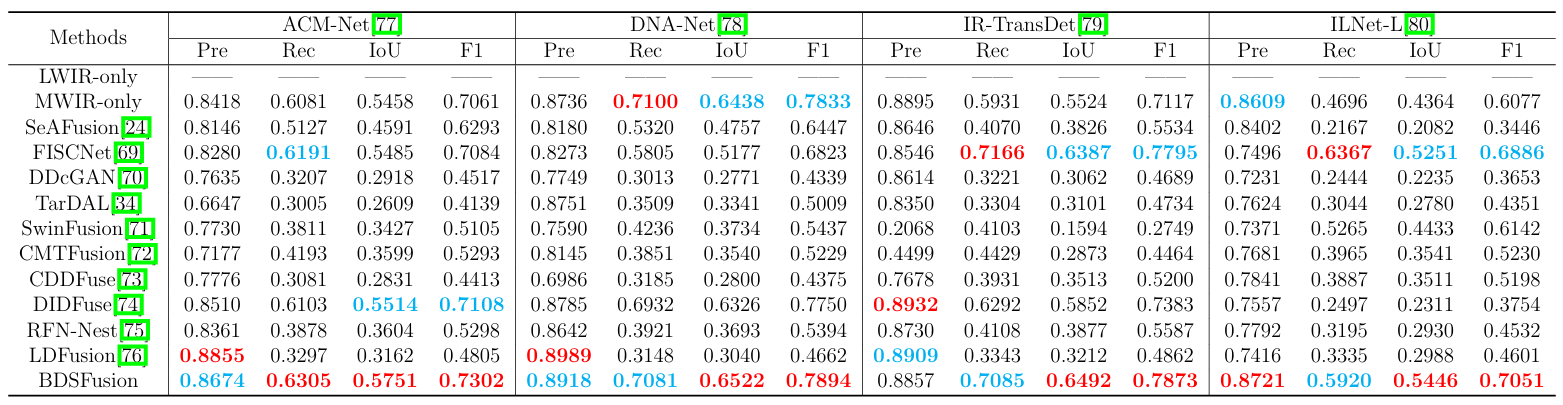 Methods ACM-Net[77] DNA-Net[78] IR-TransDet[79] ILNet-L[80]
Pre Rec IoU F1 Pre Rec IoU F1 Pre Rec IoU F1 Pre Rec IoU F1
LWIR-only —— —— —— —— —— —— —— —— —— —— —— —— —— —— —— ——
MWIR-only 0.8418 0.6081 0.5458 0.7061 0.8736 0.7100 0.6438 0.7833 0.8895 0.5931 0.5524 0.7117 0.8609 0.4696 0.4364 0.6077
SeAFusion[24] 0.8146 0.5127 0.4591 0.6293 0.8180 0.5320 0.4757 0.6447 0.8646 0.4070 0.3826 0.5534 0.8402 0.2167 0.2082 0.3446
FISCNet[69] 0.8280 0.6191 0.5485 0.7084 0.8273 0.5805 0.5177 0.6823 0.8546 0.7166 0.6387 0.7795 0.7496 0.6367 0.5251 0.6886
DDcGAN[70] 0.7635 0.3207 0.2918 0.4517 0.7749 0.3013 0.2771 0.4339 0.8614 0.3221 0.3062 0.4689 0.7231 0.2444 0.2235 0.3653
TarDAL[34] 0.6647 0.3005 0.2609 0.4139 0.8751 0.3509 0.3341 0.5009 0.8350 0.3304 0.3101 0.4734 0.7624 0.3044 0.2780 0.4351
SwinFusion[71] 0.7730 0.3811 0.3427 0.5105 0.7590 0.4236 0.3734 0.5437 0.2068 0.4103 0.1594 0.2749 0.7371 0.5265 0.4433 0.6142
CMTFusion[72] 0.7177 0.4193 0.3599 0.5293 0.8145 0.3851 0.3540 0.5229 0.4499 0.4429 0.2873 0.4464 0.7681 0.3965 0.3541 0.5230
CDDFuse[73] 0.7776 0.3081 0.2831 0.4413 0.6986 0.3185 0.2800 0.4375 0.7678 0.3931 0.3513 0.5200 0.7841 0.3887 0.3511 0.5198
DIDFuse[74] 0.8510 0.6103 0.5514 0.7108 0.8785 0.6932 0.6326 0.7750 0.8932 0.6292 0.5852 0.7383 0.7557 0.2497 0.2311 0.3754
RFN-Nest[75] 0.8361 0.3878 0.3604 0.5298 0.8642 0.3921 0.3693 0.5394 0.8730 0.4108 0.3877 0.5587 0.7792 0.3195 0.2930 0.4532
LDFusion[76] 0.8855 0.3297 0.3162 0.4805 0.8989 0.3148 0.3040 0.4662 0.8909 0.3343 0.3212 0.4862 0.7416 0.3335 0.2988 0.4601
BDSFusion 0.8674 0.6305 0.5751 0.7302 0.8918 0.7081 0.6522 0.7894 0.8857 0.7085 0.6492 0.7873 0.8721 0.5920 0.5446 0.7051